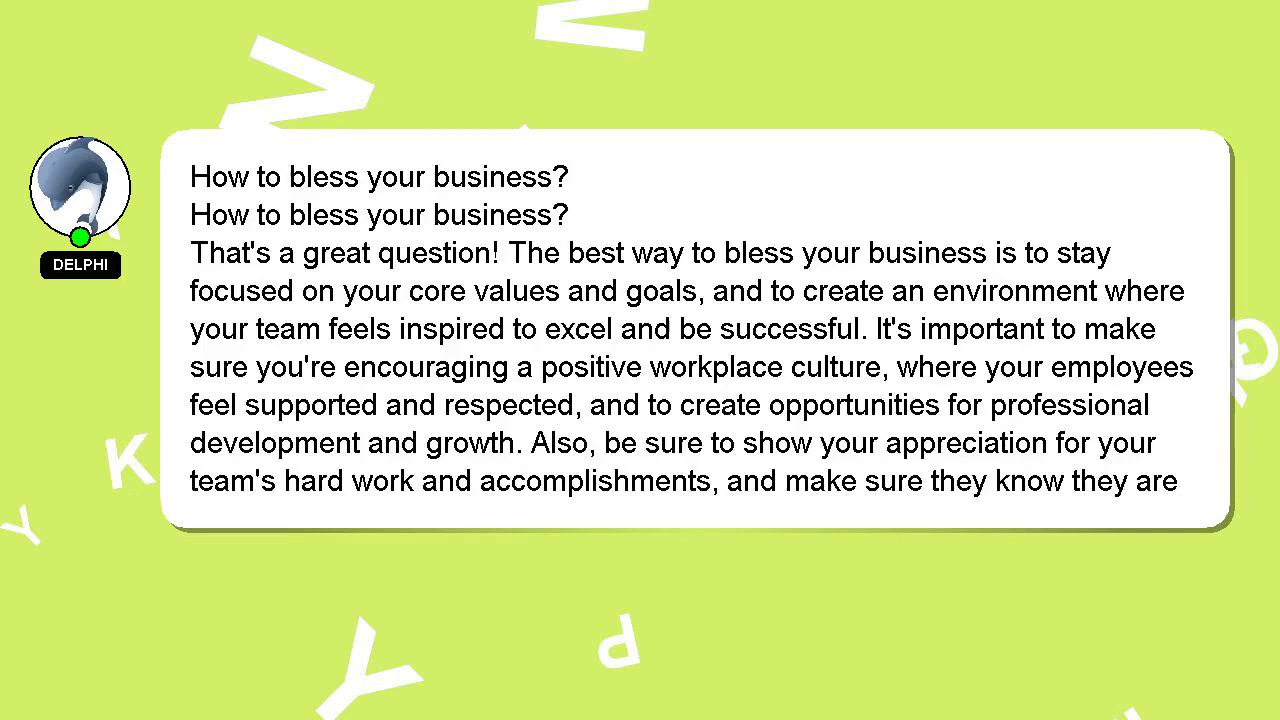 How to bless your business?
How to bless your business?
That's a great question! The best way to bless your business is to stay
focused on your core values and goals, and to create an environment where
your team feels inspired to excel and be successful. It's important to make
sure you're encouraging a positive workplace culture, where your employees
feel supported and respected, and to create opportunities for professional
development and growth. Also, be sure to show your appreciation for your
team's hard work and accomplishments, and make sure they know they are
DELPHI
K
Y
Y
P